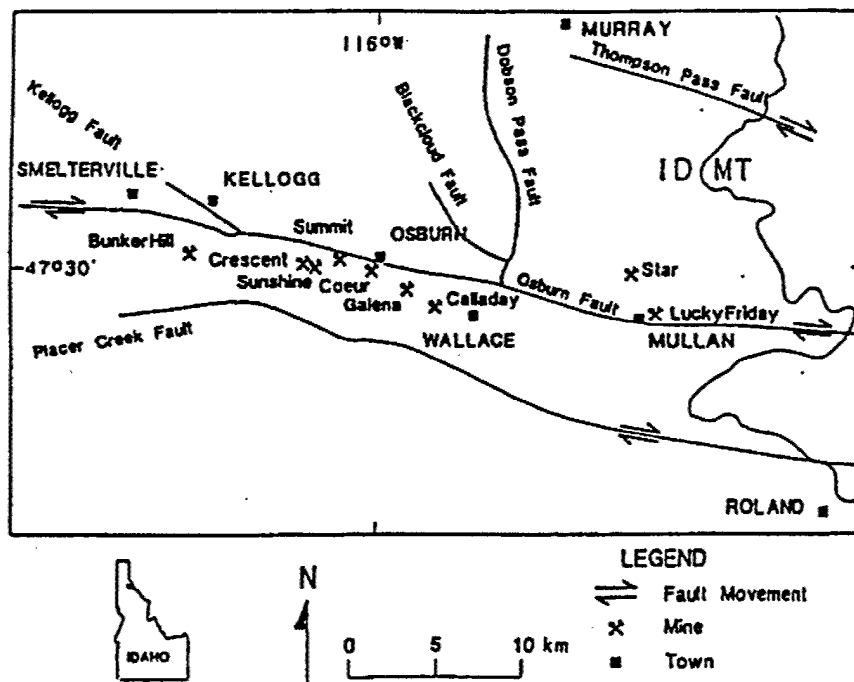 116°W
MURRAY
Thompson Pass Fault
Dobson Pass Fault
Blackcloud Fault
Kellogg Fault
ID MT
SMELTERVILLE
KELLOGG
Summit
OSBURN
Bunker Hill
Crescent
Star
47°30'
Sunshine
Coeur
Osburn Fault
Galena
Calladay
Lucky Friday
Placer Creek Fault
WALLACE
MULLAN
ROLAND
LEGEND
N
Fault Movement
Mine
IDAHO
0 5 10 km
Town